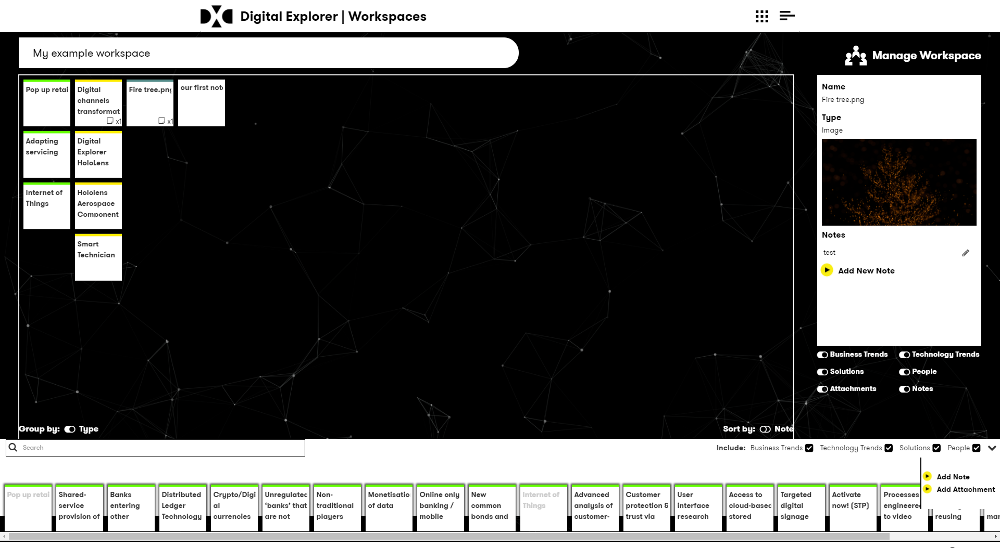 Digital Explorer | Workspaces
My example workspace
Manage Workspace
Pop up retai
Digital
channels
transformat
x1
Fire tree.png
x1
our first note
Adapting
servicing
Digital
Explorer
HoloLens
Internet of
Things
Hololens
Aerospace
Component
Smart
Technician
Name
Fire tree.png
Type
Image
Notes
test
Add New Note
Business Trends
Technology Trends
Solutions
People
Attachments
Notes
Group by: Type
Sort by: Note
Search
Include: Business Trends Technology Trends Solutions People
Add Note
Add Attachment
Pop up retai
Shared-
service
provision of
Banks
entering
other
Distributed
Ledger
Technology
Crypto/Digi
al
currencies
Unregulated
‘banks’ that
are not
Non-
traditional
players
Monetisatio
of data
Online only
banking /
mobile
New
common
bonds and
Internet of
Things
Advanced
analysis of
customer-
Customer
protection &
trust via
User
interface
research
Access to
cloud-based
stored
Targeted
digital
signage
Activate
now! (STP)
Processes
engineered
to video
reusing
mar